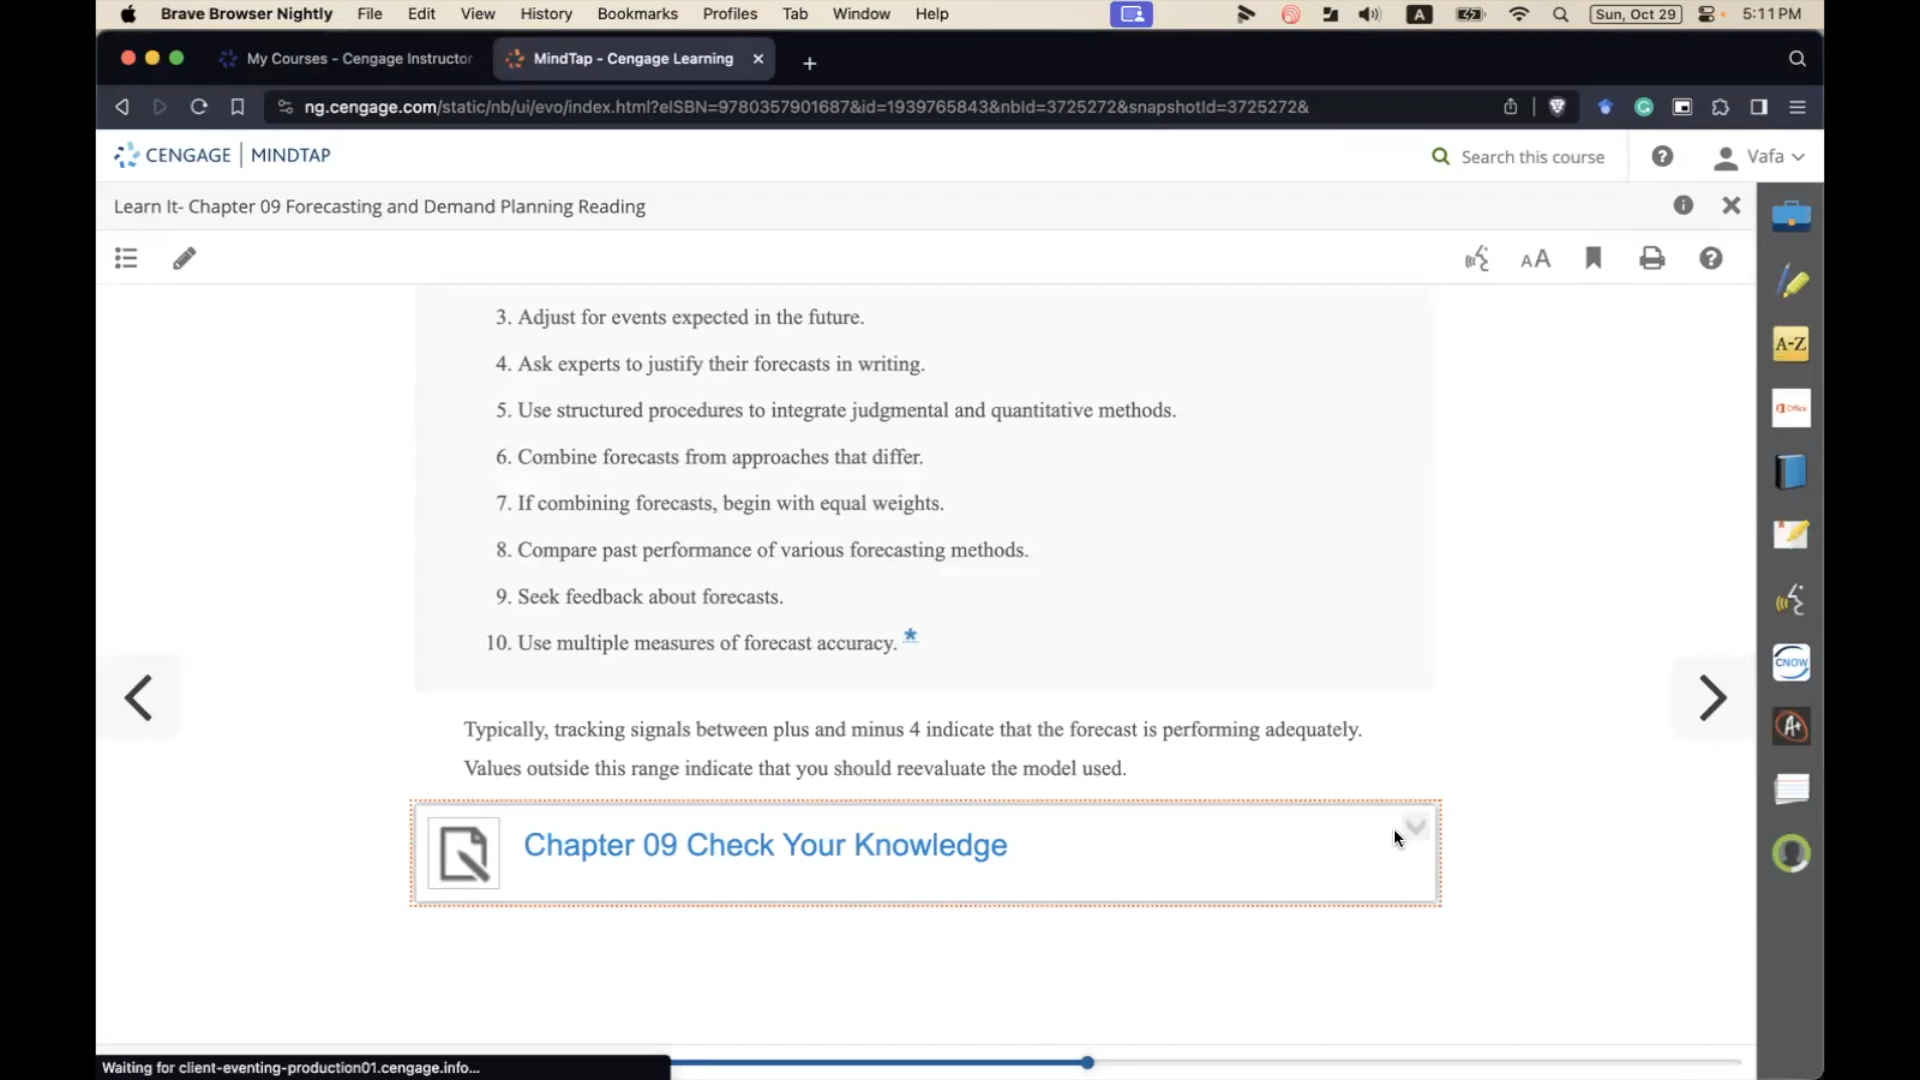 Brave Browser Nightly File Edit View History Bookmarks Profiles Tab Window Help A Sun, Oct 29 5:11 PM
My Courses - Cengage Instructor MindTap - Cengage Learning
ng.cengage.com/static/nb/ui/evo/index.html?eISBN=9780357901687&id=1939765843&nbId=3725272&snapshotId=3725272&
CENGAGE | MINDTAP Search this course Vafa
Learn It- Chapter 09 Forecasting and Demand Planning Reading
AA
3. Adjust for events expected in the future.
A-Z
4. Ask experts to justify their forecasts in writing.
Office
5. Use structured procedures to integrate judgmental and quantitative methods.
6. Combine forecasts from approaches that differ.
7. If combining forecasts, begin with equal weights.
8. Compare past performance of various forecasting methods.
9. Seek feedback about forecasts.
10. Use multiple measures of forecast accuracy. *
CNOW
A+
Typically, tracking signals between plus and minus 4 indicate that the forecast is performing adequately.
Values outside this range indicate that you should reevaluate the model used.
Chapter 09 Check Your Knowledge
Waiting for client-eventing-production01.cengage.info...